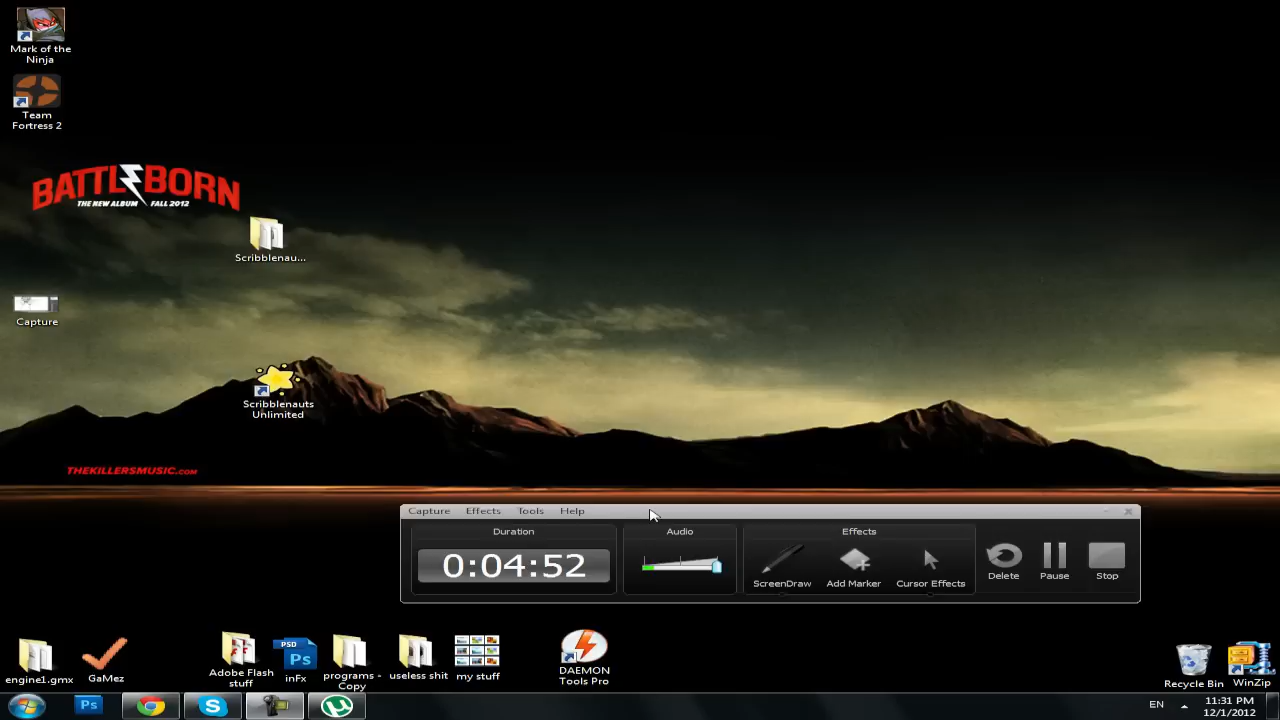 Mark of the
Ninja
Team
Fortress 2
BATTLEBORN
THE NEW ALBUM FALL 2012
Scribblenau...
Capture
Scribblenauts
Unlimited
THEKILLERSMUSIC.COM
Capture Effects Tools Help
Duration Audio Effects
0:04:52
ScreenDraw Add Marker Cursor Effects Delete Pause Stop
engine1.gmx GaMez Adobe Flash
stuff
PSD
Ps
inFx
programs -
Copy
useless shit
my stuff
DAEMON
Tools Pro
Recycle Bin
WinZip
Ps
EN
11:31 PM
12/1/2012